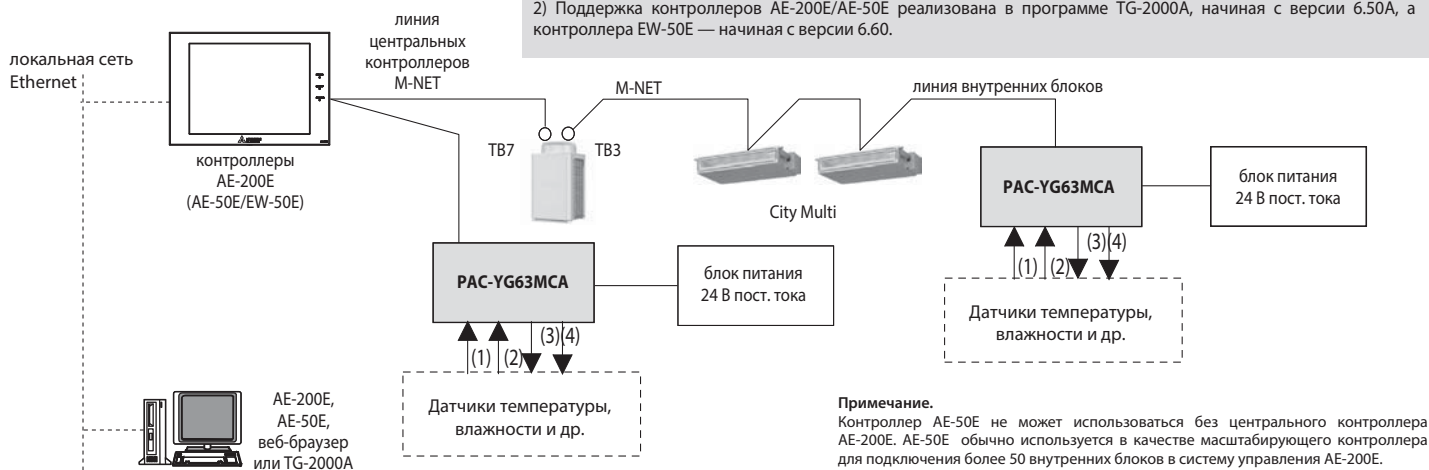 2) Поддержка контроллеров AE-200E/AE-50E реализована в программе TG-2000A, начиная с версии 6.50A, а
контроллера EW-50E — начиная с версии 6.60.
локальная сеть
Ethernet
линия
центральных
контроллеров
M-NET
M-NET
линия внутренних блоков
TB7
TB3
контроллеры
AE-200E
(AE-50E/EW-50E)
City Multi
PAC-YG63MCA
блок питания
24 В пост. тока
(1)
(2)
(3)(4)
Датчики температуры,
влажности и др.
PAC-YG63MCA
блок питания
24 В пост. тока
(1)
(2)
(3)(4)
Датчики температуры,
влажности и др.
AE-200E,
AE-50E,
веб-браузер
или TG-2000A
Примечание.
Контроллер AE-50E не может использоваться без центрального контроллера
AE-200E. AE-50E обычно используется в качестве масштабирующего контроллера
для подключения более 50 внутренних блоков в систему управления AE-200E.